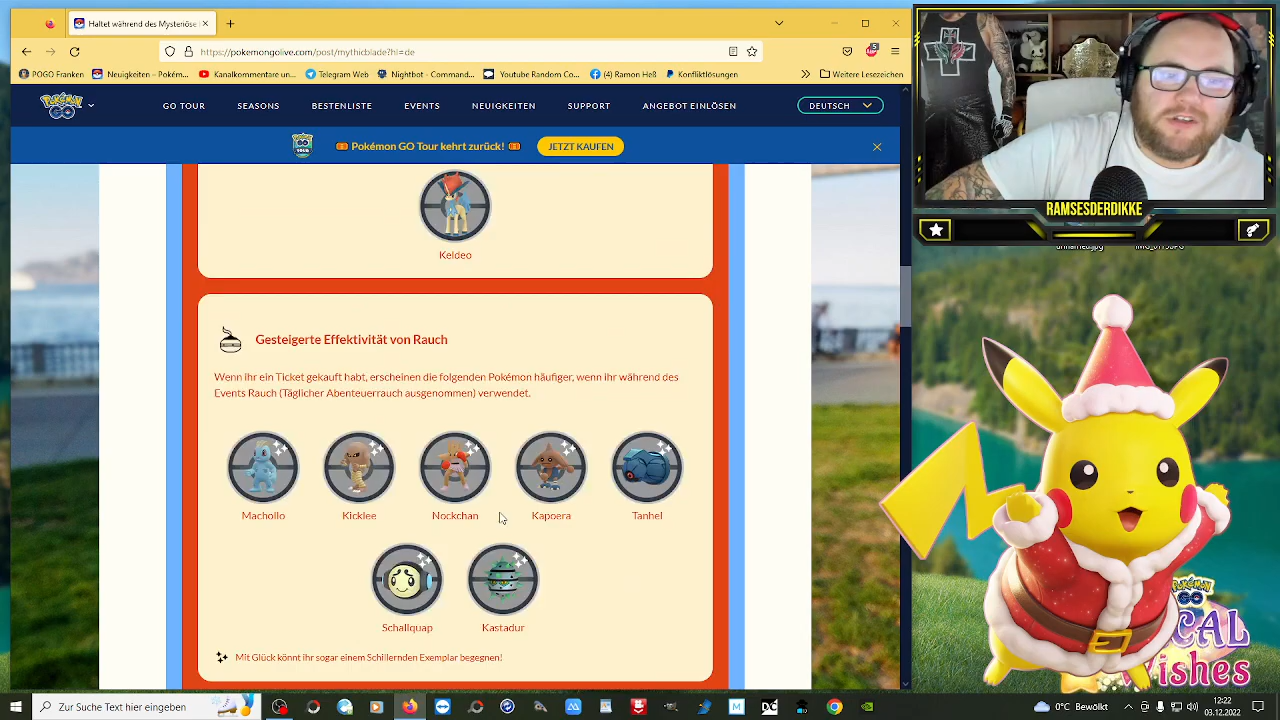 Haltet während des Mysteriöse
https://pokemongolive.com/post/mythicblade?hl=de
POGO Franken
Neuigkeiten – Pokém...
Kanalkommentare un...
Telegram Web
Nightbot - Command...
Youtube Random Co...
(4) Ramon Heß
Konfliktlösungen
Weitere Lesezeichen
5
GO TOUR
SEASONS
BESTENLISTE
EVENTS
NEUIGKEITEN
SUPPORT
ANGEBOT EINLÖSEN
DEUTSCH
Pokémon GO Tour kehrt zurück!
JETZT KAUFEN
RAMSESDERDIKKE
Keldeo
Gesteigerte Effektivität von Rauch
Wenn ihr ein Ticket gekauft habt, erscheinen die folgenden Pokémon häufiger, wenn ihr während des
Events Rauch (Täglicher Abenteuerrauch ausgenommen) verwendet.
Machollo
Kicklee
Nockchan
Kapoera
Tanhel
Schallquap
Kastadur
Mit Glück könnt ihr sogar einem Schillernden Exemplar begegnen!
Wishes
Zur Suche Text hier eingeben
0°C Bewölkt
12:22
03.12.2022